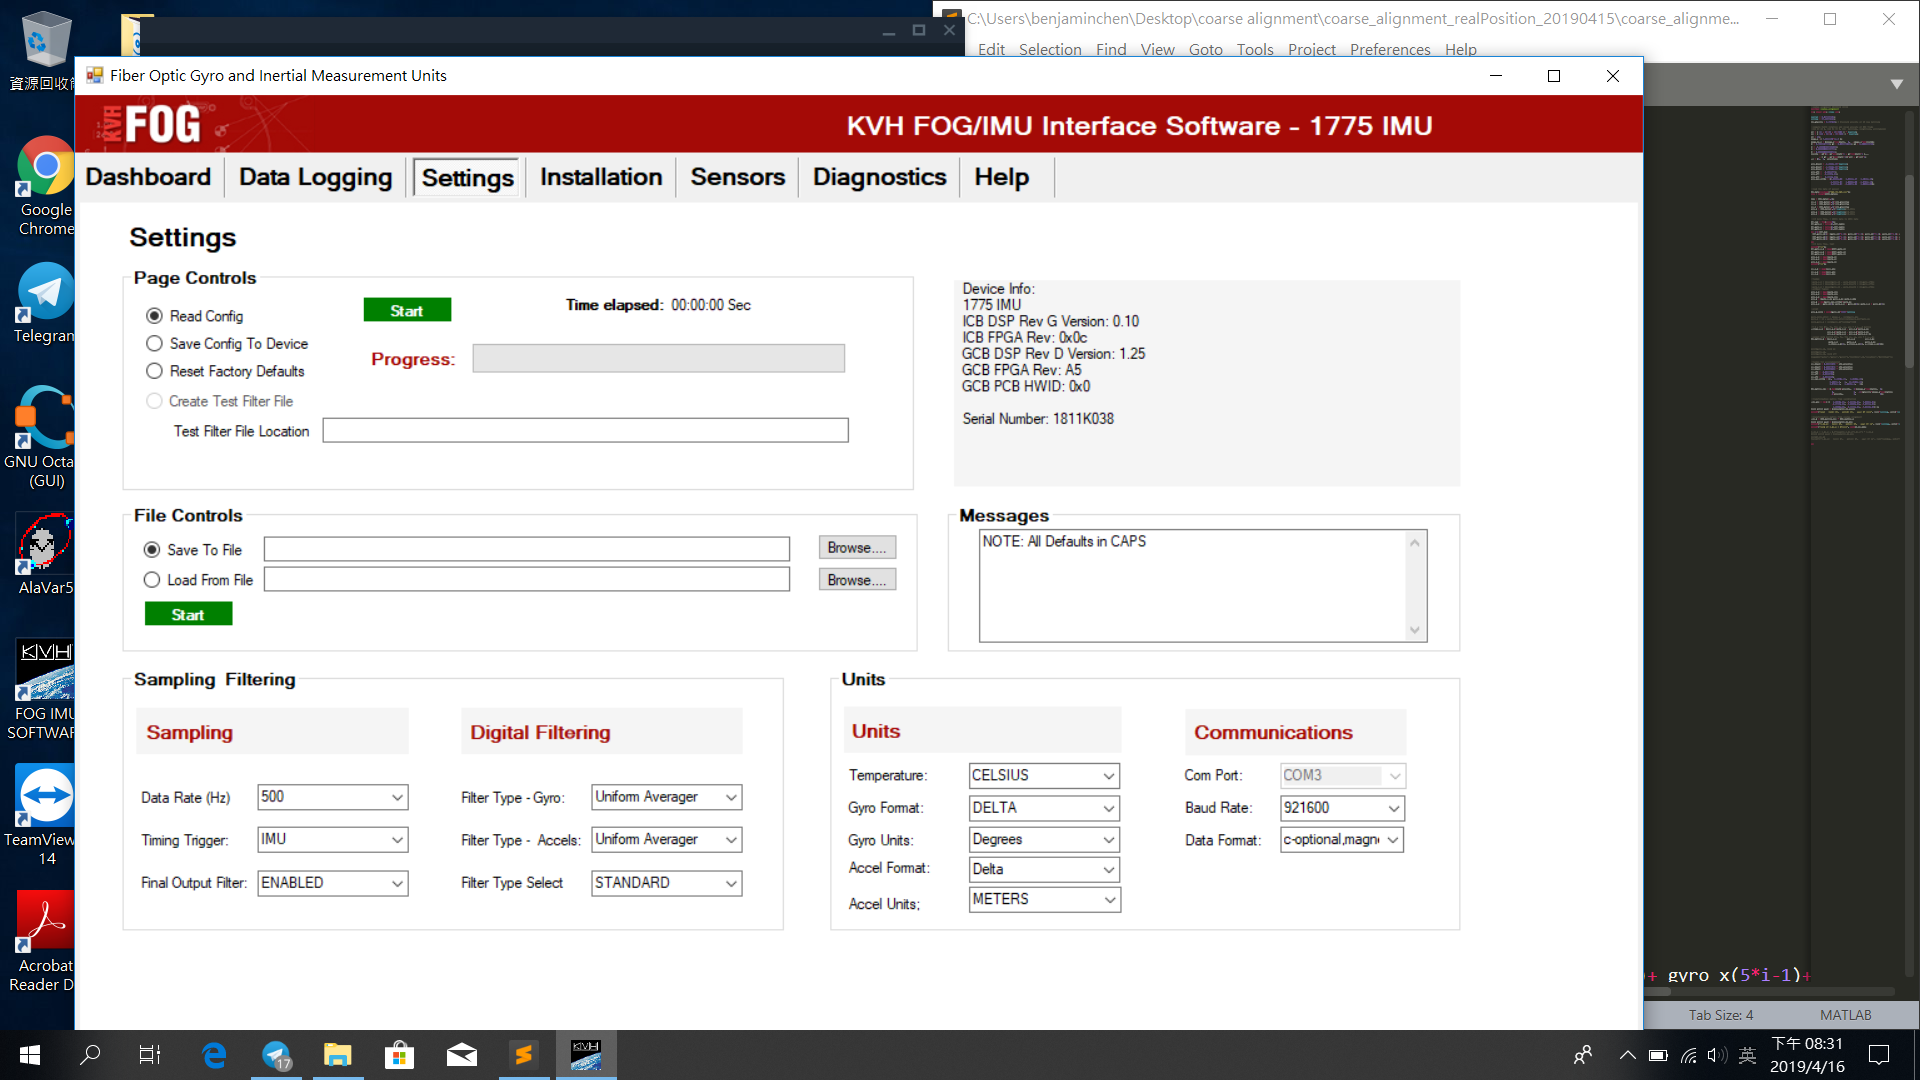 C:\Users\benjaminchen\Desktop\coarse alignment\coarse_alignment_realPosition_20190415\coarse_alignme...
Edit Selection Find View Goto Tools Project Preferences Help
Fiber Optic Gyro and Inertial Measurement Units
KVH FOG
KVH FOG/IMU Interface Software - 1775 IMU
Dashboard Data Logging Settings Installation Sensors Diagnostics Help
Settings
Page Controls
Read Config
Start
Time elapsed: 00:00:00 Sec
Save Config To Device
Progress:
Reset Factory Defaults
Create Test Filter File
Test Filter File Location
Device Info:
1775 IMU
ICB DSP Rev G Version: 0.10
ICB FPGA Rev: 0x0c
GCB DSP Rev D Version: 1.25
GCB FPGA Rev: A5
GCB PCB HWID: 0x0
Serial Number: 1811K038
File Controls
Save To File
Browse....
Load From File
Browse....
Start
Messages
NOTE: All Defaults in CAPS
Sampling Filtering
Sampling
Data Rate (Hz) 500
Timing Trigger: IMU
Final Output Filter: ENABLED
Digital Filtering
Filter Type - Gyro: Uniform Averager
Filter Type - Accels: Uniform Averager
Filter Type Select STANDARD
Units
Units
Temperature: CELSIUS
Gyro Format: DELTA
Gyro Units: Degrees
Accel Format: Delta
Accel Units; METERS
Communications
Com Port: COM3
Baud Rate: 921600
Data Format: c-optional,magn
資源回收
Google
Chrome
Telegram
GNU Octa
(GUI)
AlaVar5
KVH
FOG IMU
SOFTWAR
TeamView
14
Acrobat
Reader D
+ gyro x(5*i-1)+
Tab Size: 4 MATLAB
17
KVH
英
下午 08:31
2019/4/16